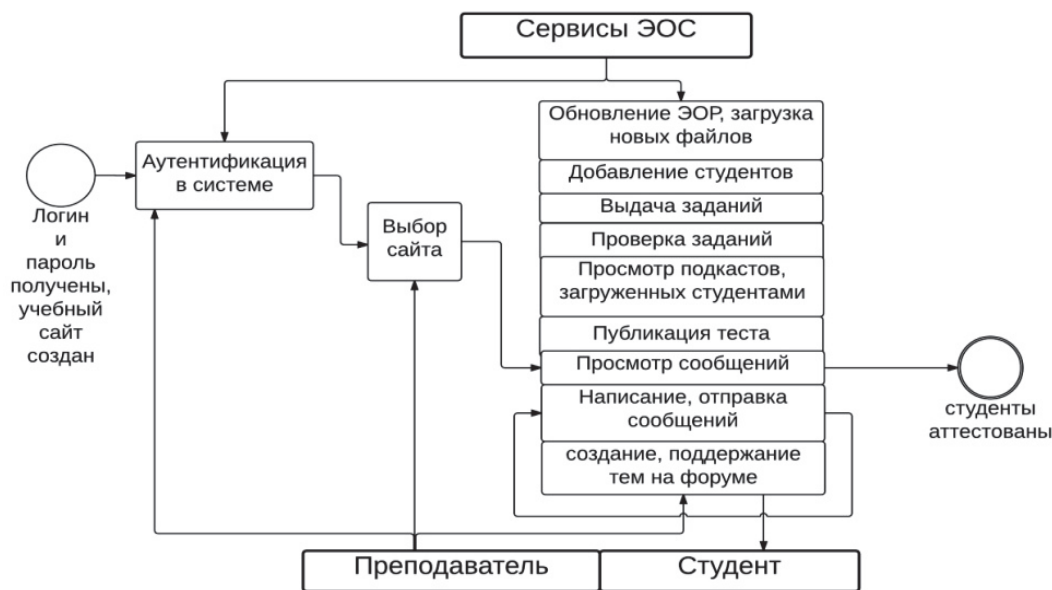 Сервисы ЭОС
Обновление ЭОР, загрузка
новых файлов
Аутентификация
в системе
Добавление студентов
Логин
и
пароль
получены,
учебный
сайт
создан
Выбор
сайта
Выдача заданий
Проверка заданий
Просмотр подкастов,
загруженных студентами
Публикация теста
Просмотр сообщений
Написание, отправка
сообщений
создание, поддержание
тем на форуме
студенты
аттестованы
Преподаватель
Студент